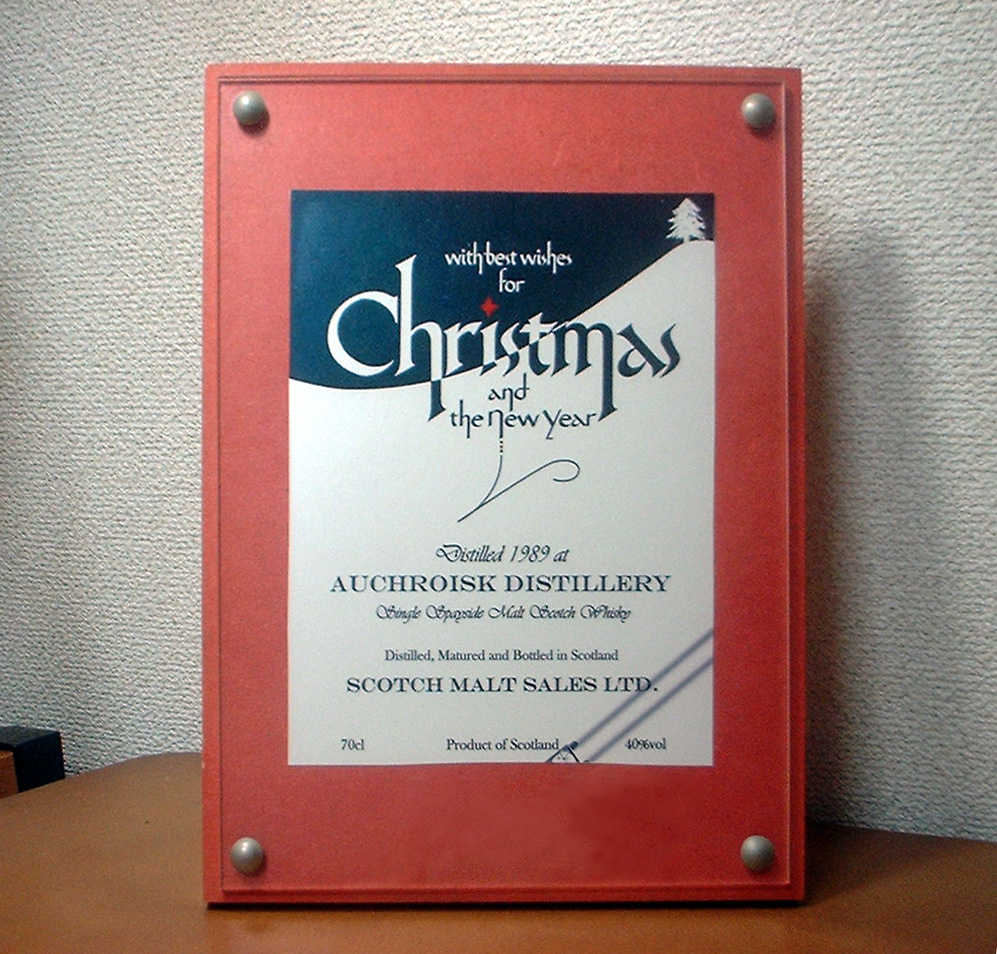 with best wishes
for
Christmas
and
the new year
Distilled 1989 at
AUCHROISK DISTILLERY
Single Spayside Malt Scotch Whisky
Distilled, Matured and Bottled in Scotland
SCOTCH MALT SALES LTD.
70cl Product of Scotland 40%vol